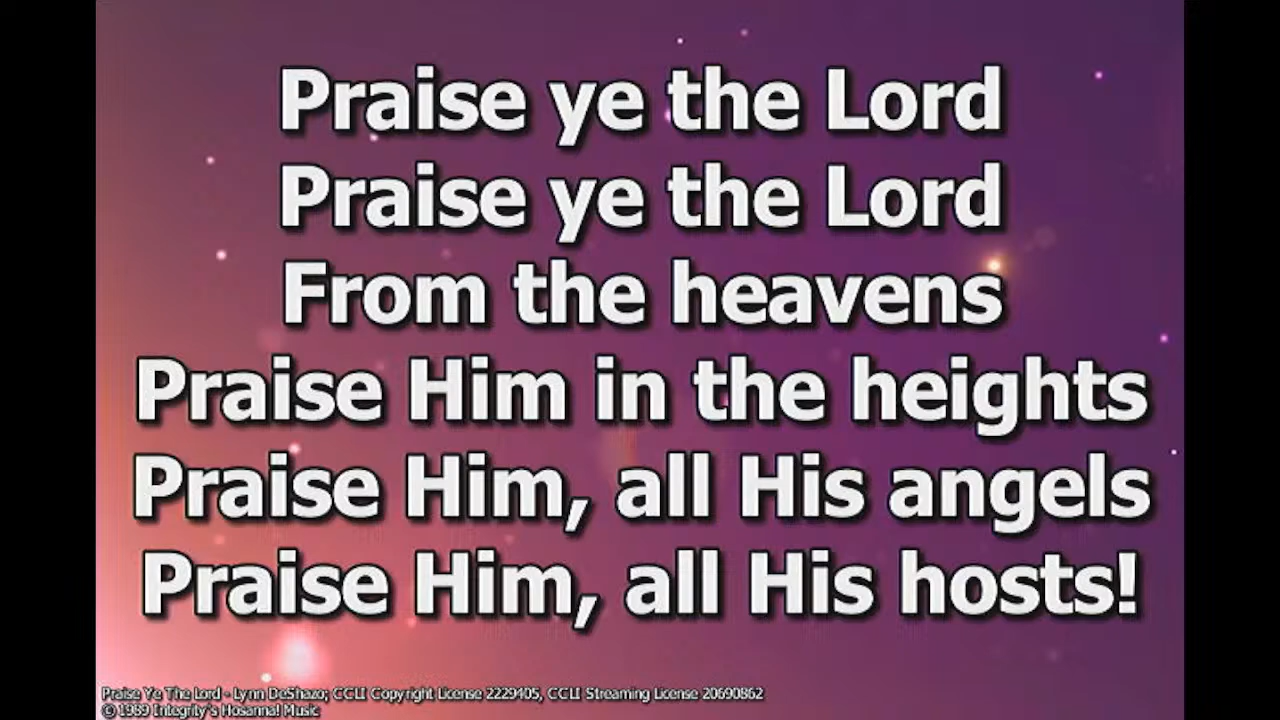 Praise ye the Lord
Praise ye the Lord
From the heavens
Praise Him in the heights
Praise Him, all His angels
Praise Him, all His hosts!
Praise Ye The Lord - Lynn DeShazo; CCLI Copyright License 2229405, CCLI Streaming License 20690862
© 1989 Integrity's Hosanna! Music